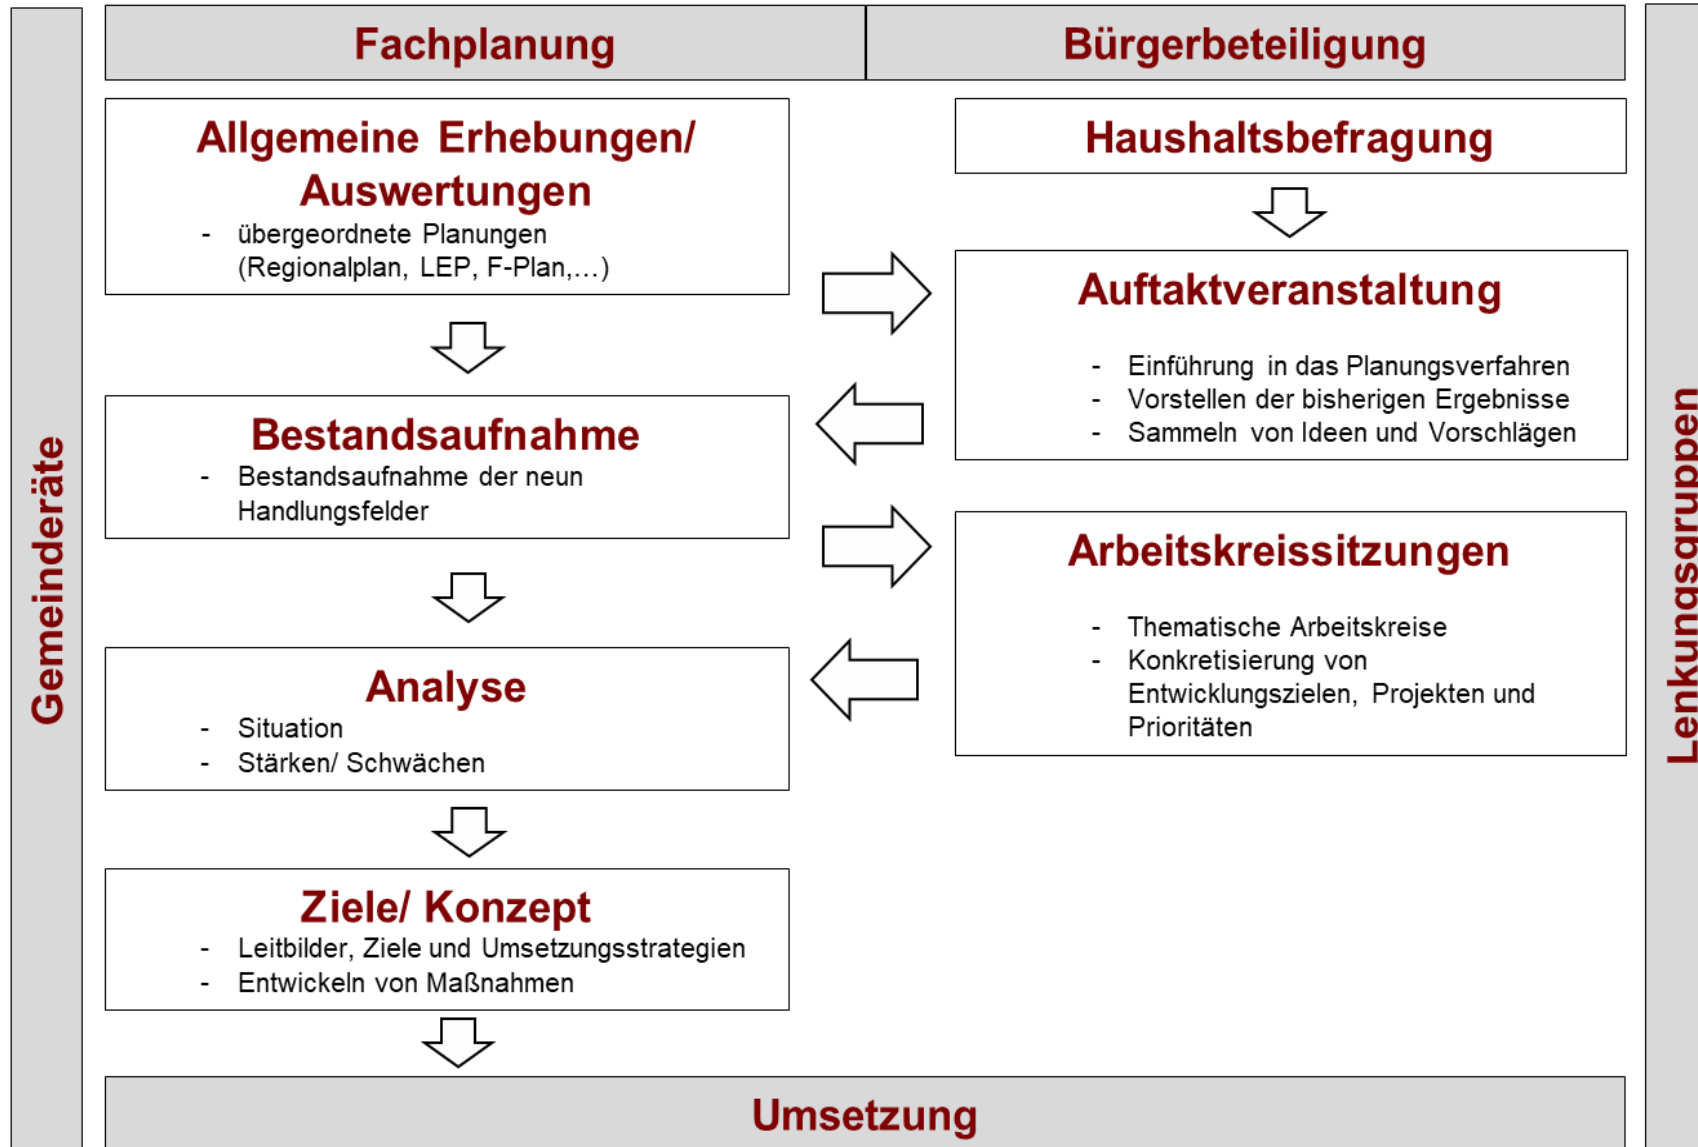 Gemeinderäte
Fachplanung
Bürgerbeteiligung
Allgemeine Erhebungen/
Auswertungen
- übergeordnete Planungen
(Regionalplan, LEP, F-Plan,…)
Bestandsaufnahme
- Bestandsaufnahme der neun
Handlungsfelder
Analyse
- Situation
- Stärken/ Schwächen
Ziele/ Konzept
- Leitbilder, Ziele und Umsetzungsstrategien
- Entwickeln von Maßnahmen
Haushaltsbefragung
Auftaktveranstaltung
- Einführung in das Planungsverfahren
- Vorstellen der bisherigen Ergebnisse
- Sammeln von Ideen und Vorschlägen
Arbeitskreissitzungen
- Thematische Arbeitskreise
- Konkretisierung von
Entwicklungszielen, Projekten und
Prioritäten
Umsetzung
Lenkungsgruppen